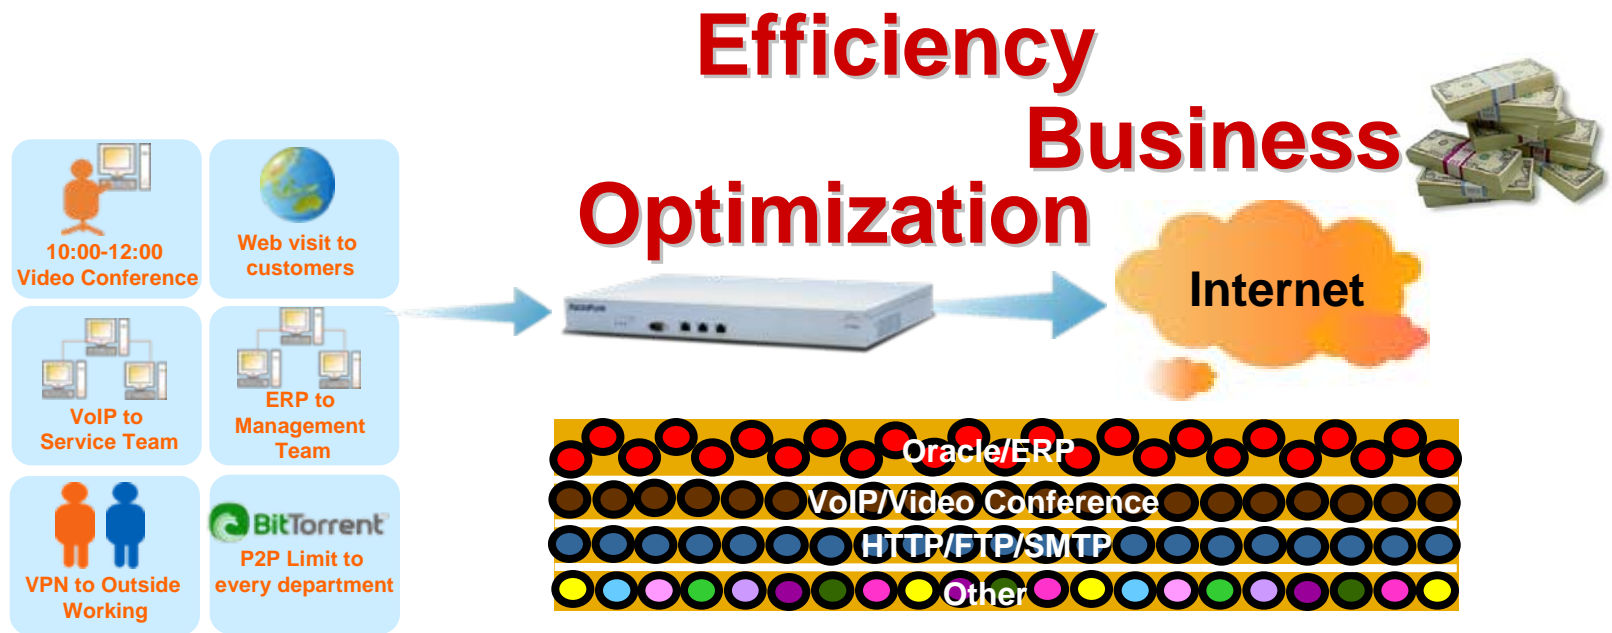 Efficiency
Business
Optimization
10:00-12:00
Video Conference
Web visit to
customers
VoIP to
Service Team
ERP to
Management
Team
VPN to Outside
Working
BitTorrent
P2P Limit to
every department
Internet
Oracle/ERP
VoIP/Video Conference
HTTP/FTP/SMTP
Other